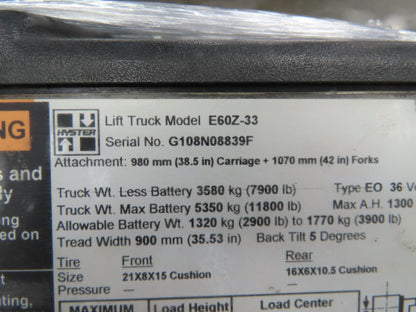 NG
s and
dy
ng
ed on
t
ting.
HYSTER
Lift Truck Model E60Z-33
Serial No. G108N08839F
Attachment: 980 mm (38.5 in) Carriage + 1070 mm (42 in) Forks
Truck Wt. Less Battery 3580 kg (7900 lb) Type EO 36 Vo
Truck Wt. Max Battery 5350 kg (11800 lb) Max A.H. 1300
Allowable Battery Wt. 1320 kg (2900 lb) to 1770 kg (3900 lb)
Tread Width 900 mm (35.53 in) Back Tilt 5 Degrees
Tire Front Rear
Size 21X8X15 Cushion 16X6X10.5 Cushion
Pressure -- --
MAXIMUM Load Height Load Center